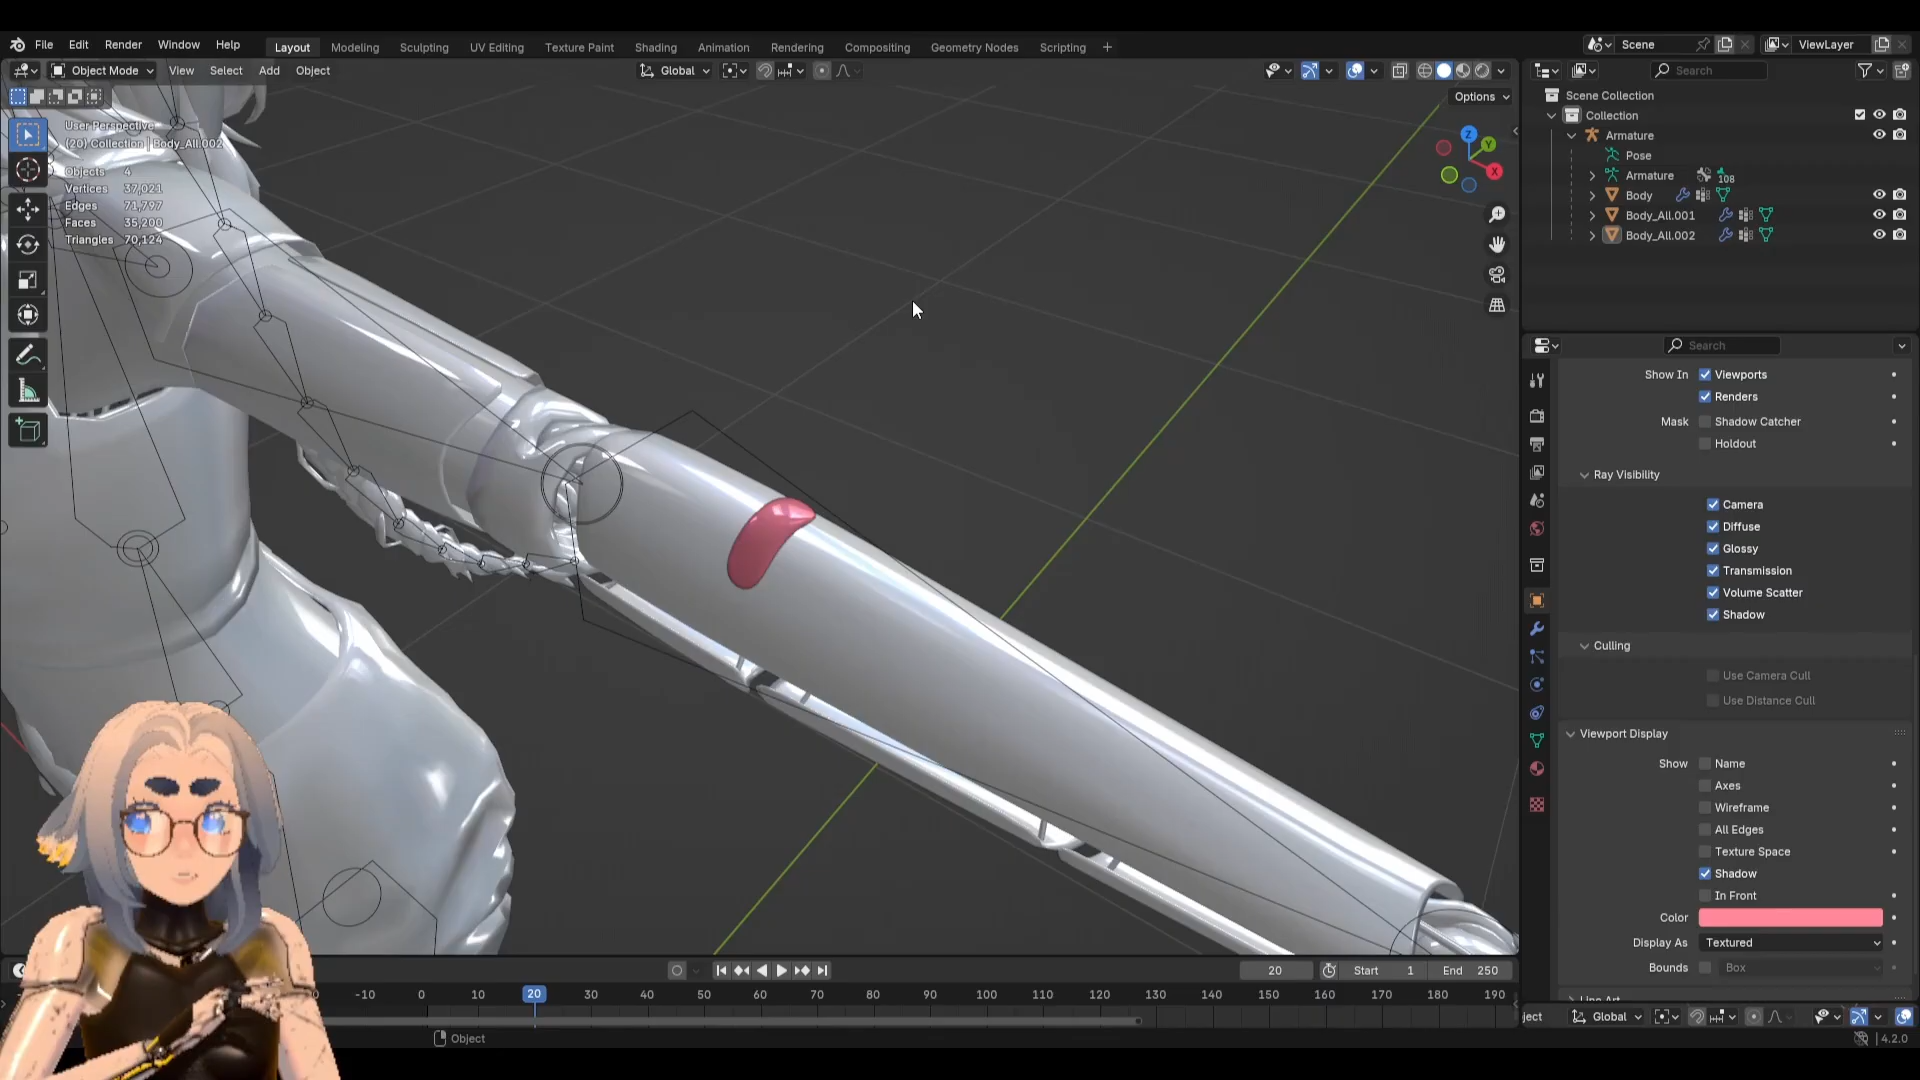 File Edit Render Window Help Layout Modeling Sculpting UV Editing Texture Paint Shading Animation Rendering Compositing Geometry Nodes Scripting + Scene ViewLayer
Object Mode View Select Add Object Global Search
Options
User Perspective
(20) Collection | Body_All.002
Objects 4
Vertices 37,021
Edges 71,797
Faces 35,200
Triangles 70,124
Z
Y
X
Scene Collection
Collection
Armature
Pose
Armature 108
Body
Body_All.001
Body_All.002
Search
Show In Viewports
Renders
Mask Shadow Catcher
Holdout
Ray Visibility
Camera
Diffuse
Glossy
Transmission
Volume Scatter
Shadow
Culling
Use Camera Cull
Use Distance Cull
Viewport Display
Show Name
Axes
Wireframe
All Edges
Texture Space
Shadow
In Front
Color
Display As Textured
Bounds Box
Line Art
20 Start 1 End 250
-10 0 10 20 30 40 50 60 70 80 90 100 110 120 130 140 150 160 170 180 190
ject Global
Object 4.2.0